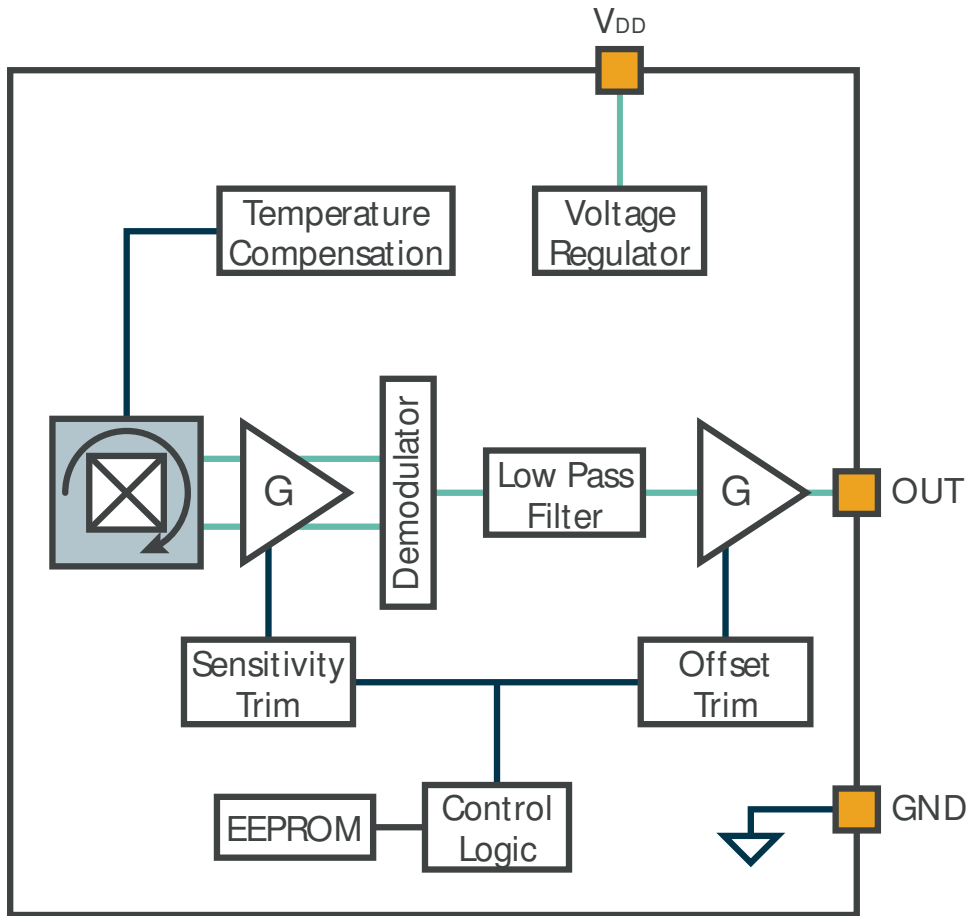 VDD
Temperature
Compensation
Voltage
Regulator
G
Demodulator
Low Pass
Filter
G
OUT
Sensitivity
Trim
Offset
Trim
EEPROM
Control
Logic
GND